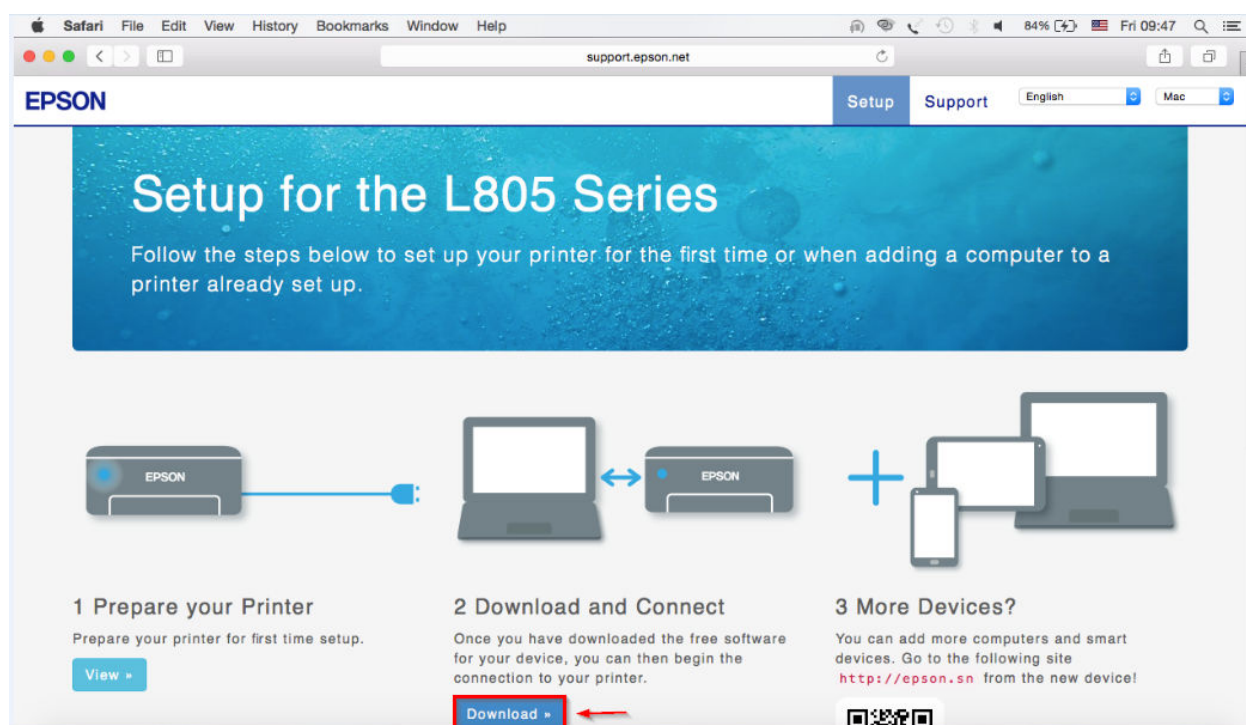 Safari File Edit View History Bookmarks Window Help 84% Fri 09:47
support.epson.net
EPSON Setup Support English Mac
Setup for the L805 Series
Follow the steps below to set up your printer for the first time or when adding a computer to a
printer already set up.
EPSON
EPSON
1 Prepare your Printer
Prepare your printer for first time setup.
View »
2 Download and Connect
Once you have downloaded the free software
for your device, you can then begin the
connection to your printer.
Download »
3 More Devices?
You can add more computers and smart
devices. Go to the following site
http://epson.sn from the new device!